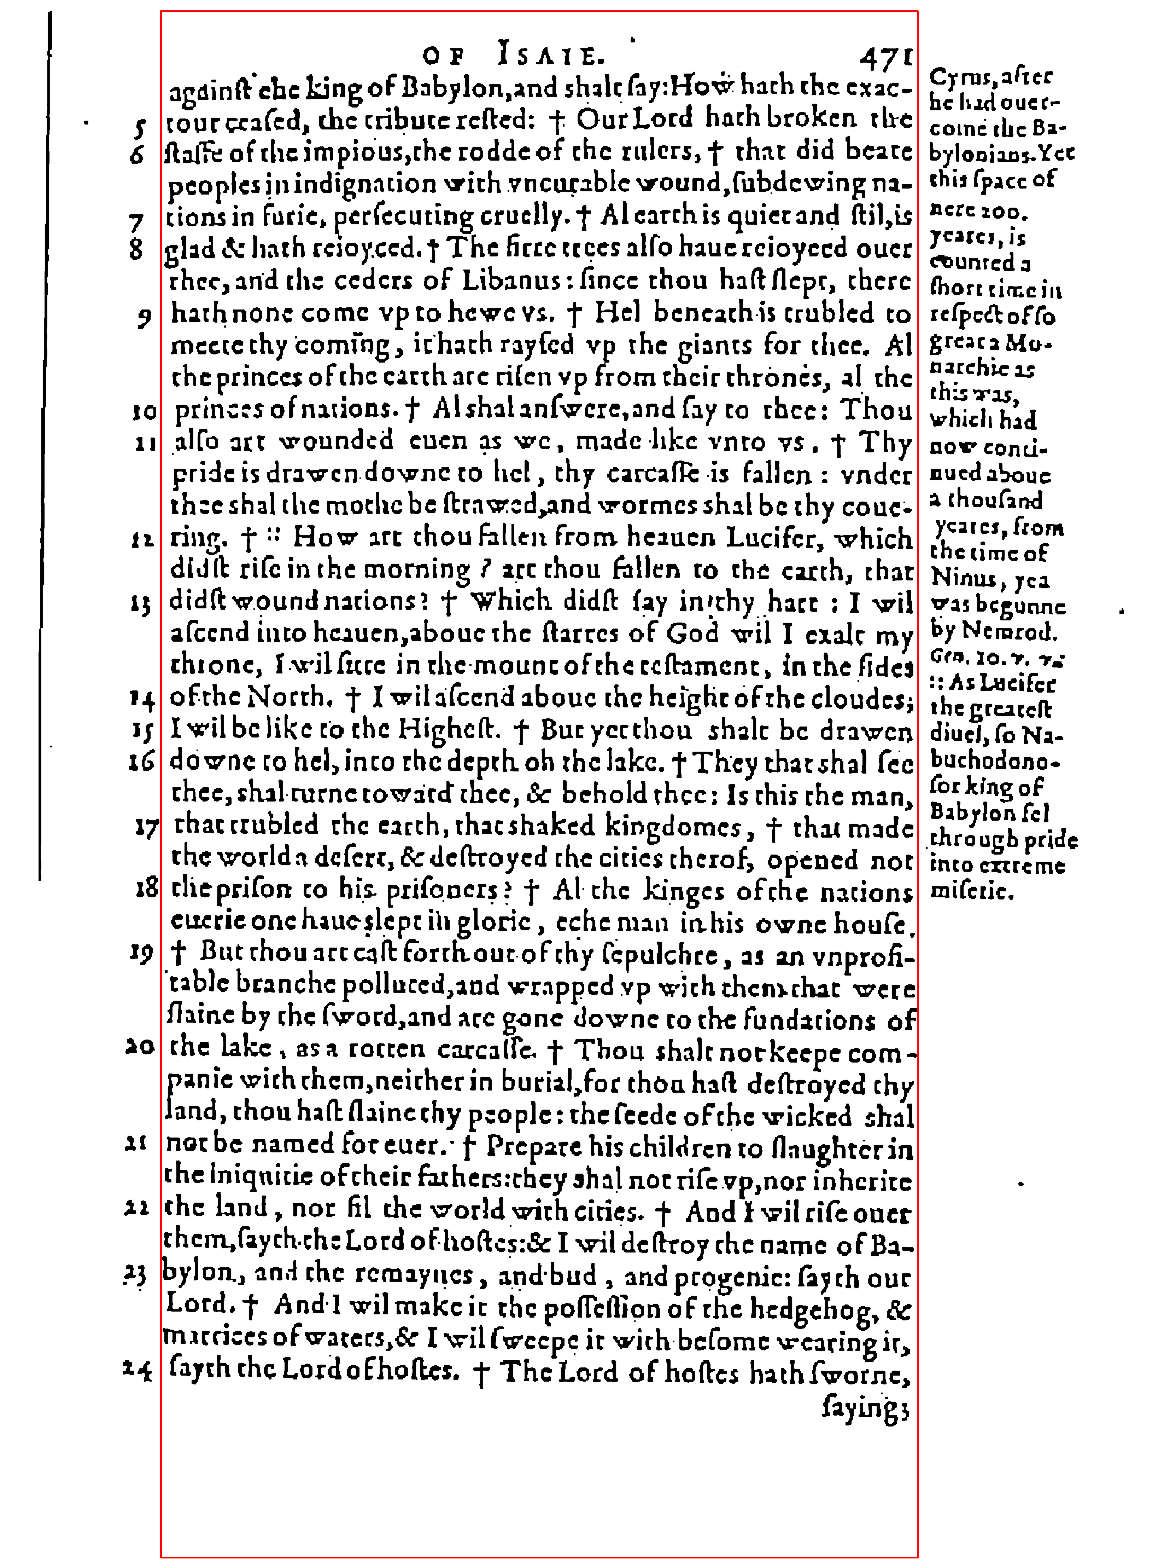 OF ISAIE. 471
againſt the king of Babylon,and shalt ſay:How hath the exac-
5 tour ceaſed, the tribute reſted: † Our Lord hath broken the
6 ſtaffe of the impious,the rodde of the rulers, † that did beate
peoples in indignation with vncurable wound,ſubdewing na-
7 tions in furie, perſecuting cruelly. † Al earth is quiet and ſtil,is
8 glad & hath reioyced. † The firre trees alſo haue reioyced ouer
thee, and the ceders of Libanus: ſince thou haſt ſlept, there
9 hath none come vp to hewe vs. † Hel beneath is trubled to
meete thy coming, it hath rayſed vp the giants for thee. Al
the princes of the earth are riſen vp from their thrones, al the
10 princes of nations. † Al shal anſwere,and ſay to thee: Thou
11 alſo art wounded euen as we, made like vnto vs. † Thy
pride is drawen downe to hel, thy carcaſſe is fallen : vnder
thee shal the mothe be ſtrawed,and wormes shal be thy coue-
12 ring. † :: How art thou fallen from heauen Lucifer, which
didſt riſe in the morning ? art thou fallen to the earth, that
13 didſt wound nations? † Which didſt ſay in thy hart : I wil
aſcend into heauen,aboue the ſtarres of God wil I exalt my
throne, I wil ſitte in the mount of the teſtament, in the ſides
14 of the North. † I wil aſcend aboue the height of the cloudes;
15 I wil be like to the Higheſt. † But yet thou shalt be drawen
16 downe to hel, into the depth oh the lake. † They that shal ſee
thee, shal turne toward thee, & behold thee: Is this the man,
17 that trubled the earth, that shaked kingdomes, † that made
the world a deſert, & deſtroyed the cities therof, opened not
18 the priſon to his priſoners? † Al the kinges of the nations
euerie one haue slept in glorie, eche man in his owne houſe.
19 † But thou art caſt forth out of thy ſepulchre, as an vnprofi-
table branche polluted,and wrapped vp with them that were
ſlaine by the ſword,and are gone downe to the fundations of
20 the lake, as a rotten carcaſſe. † Thou shalt not keepe com-
panie with them,neither in burial,for thou haſt deſtroyed thy
land, thou haſt ſlaine thy people: the ſeede of the wicked shal
21 not be named for euer. † Prepare his children to ſlaughter in
the iniquitie of their fathers:they shal not riſe vp,nor inherite
22 the land, nor fil the world with cities. † And I wil riſe ouer
them,ſayth the Lord of hoſtes:& I wil deſtroy the name of Ba-
23 bylon, and the remaynes, and bud, and progenie: ſayth our
Lord. † And I wil make it the poſſeſſion of the hedgehog, &
matrices of waters,& I wil ſweepe it with beſome wearing it,
24 ſayth the Lord of hoſtes. † The Lord of hoſtes hath ſworne,
ſaying;
Cyrus, after
he had ouer-
come the Ba-
bylonians. Yet
this ſpace of
nere 200.
yeares, is
counted a
ſhort time in
reſpect of ſo
great a Mo-
narchie as
this was,
which had
now conti-
nued aboue
a thouſand
yeares, from
the time of
Ninus, yea
was begunne
by Nemrod.
Gen. 10. v.
:: As Lucifer
the greateſt
diuel, ſo Na-
buchodono-
ſor king of
Babylon fel
through pride
into extreme
miſerie.